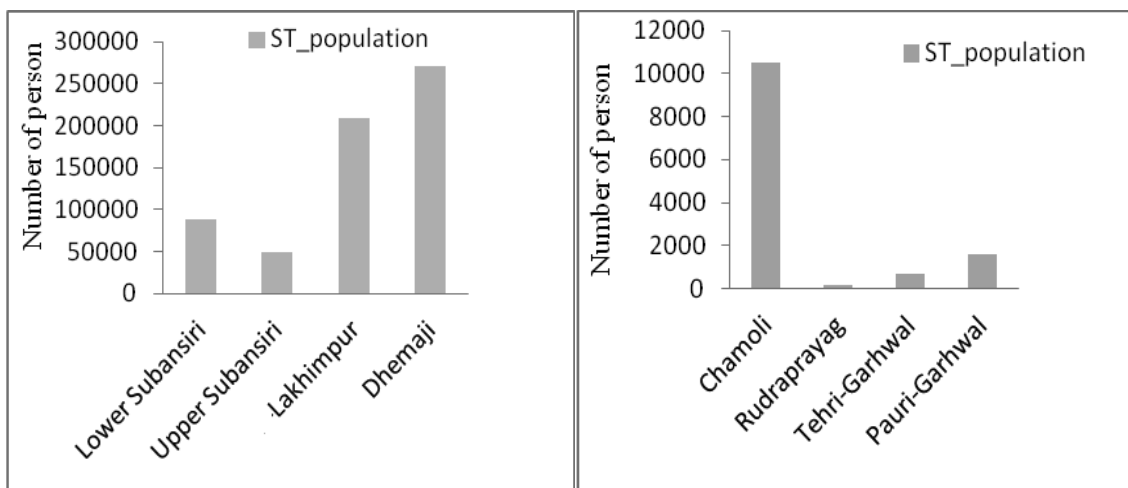 ST_population
Number of person
300000
250000
200000
150000
100000
50000
0
Lower Subansiri
Upper Subansiri
Lakhimpur
Dhemaji
ST_population
Number of person
12000
10000
8000
6000
4000
2000
0
Chamoli
Rudraprayag
Tehri-Garhwal
Pauri-Garhwal